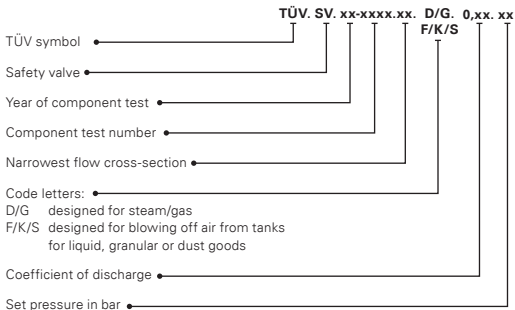 TÜV. SV. xx-xxxx.xx. D/G. 0,xx. xx
F/K/S
TÜV symbol
Safety valve
Year of component test
Component test number
Narrowest flow cross-section
Code letters:
D/G designed for steam/gas
F/K/S designed for blowing off air from tanks
for liquid, granular or dust goods
Coefficient of discharge
Set pressure in bar